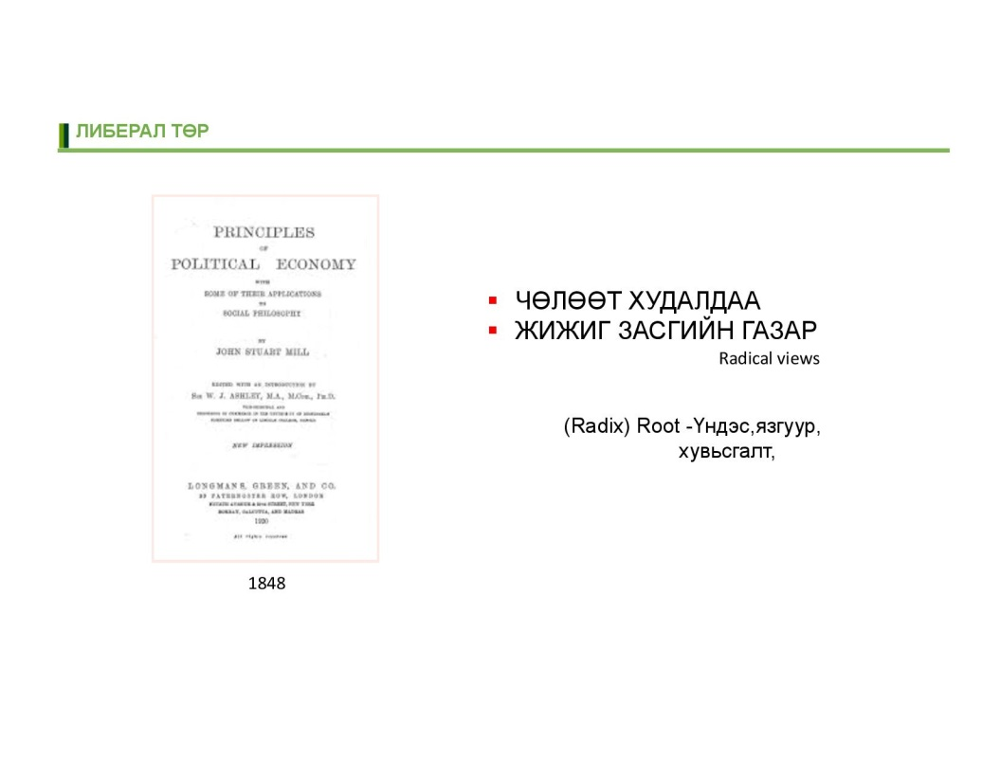 ЛИБЕРАЛ ТӨР
PRINCIPLES
OF
POLITICAL ECONOMY
WITH
SOME OF THEIR APPLICATIONS
TO
SOCIAL PHILOSOPHY
BY
JOHN STUART MILL
EDITED WITH AN INTRODUCTION BY
SIR W. J. ASHLEY, M.A., M.COM., PH.D.
NEW IMPRESSION
LONGMANS, GREEN, AND CO.
39 PATERNOSTER ROW, LONDON
FOURTH AVENUE & 30TH STREET, NEW YORK
BOMBAY, CALCUTTA, AND MADRAS
1920
All rights reserved
1848
ЧӨЛӨӨТ ХУДАЛДАА
ЖИЖИГ ЗАСГИЙН ГАЗАР
Radical views
(Radix) Root -Үндэс,язгуур,
хувьсгалт,